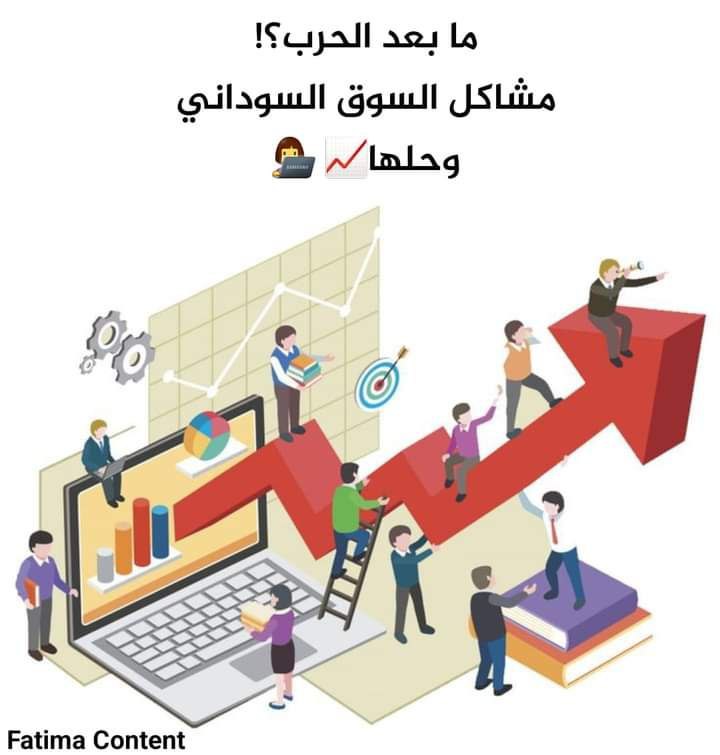 ما بعد الحرب؟!
مشاكل السوق السوداني
وحلها📈 👩‍💻
Fatima Content